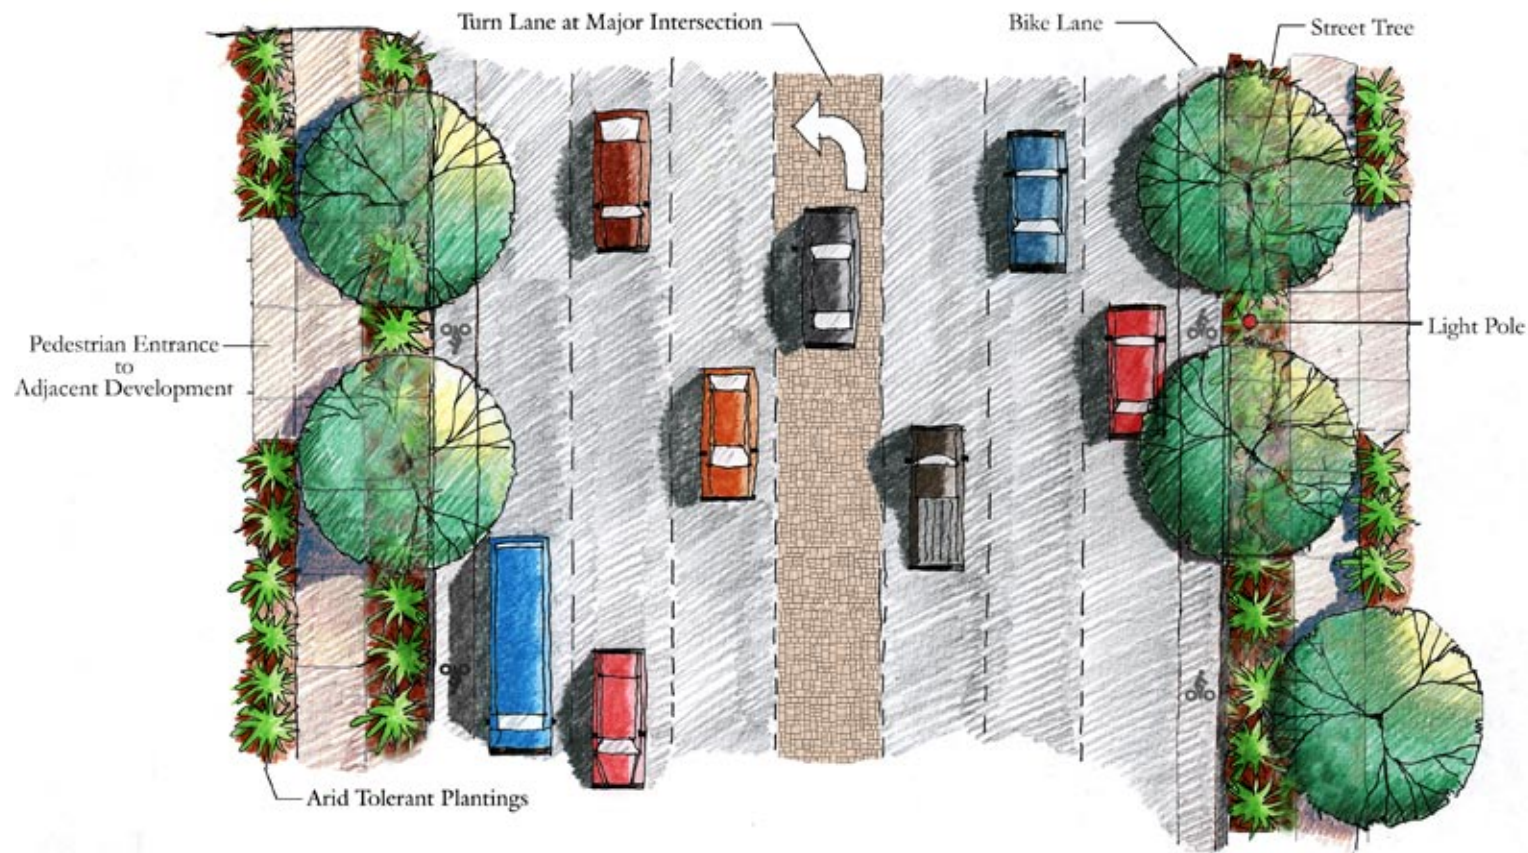 Turn Lane at Major Intersection
Bike Lane
Street Tree
Light Pole
Pedestrian Entrance
to
Adjacent Development
Arid Tolerant Plantings